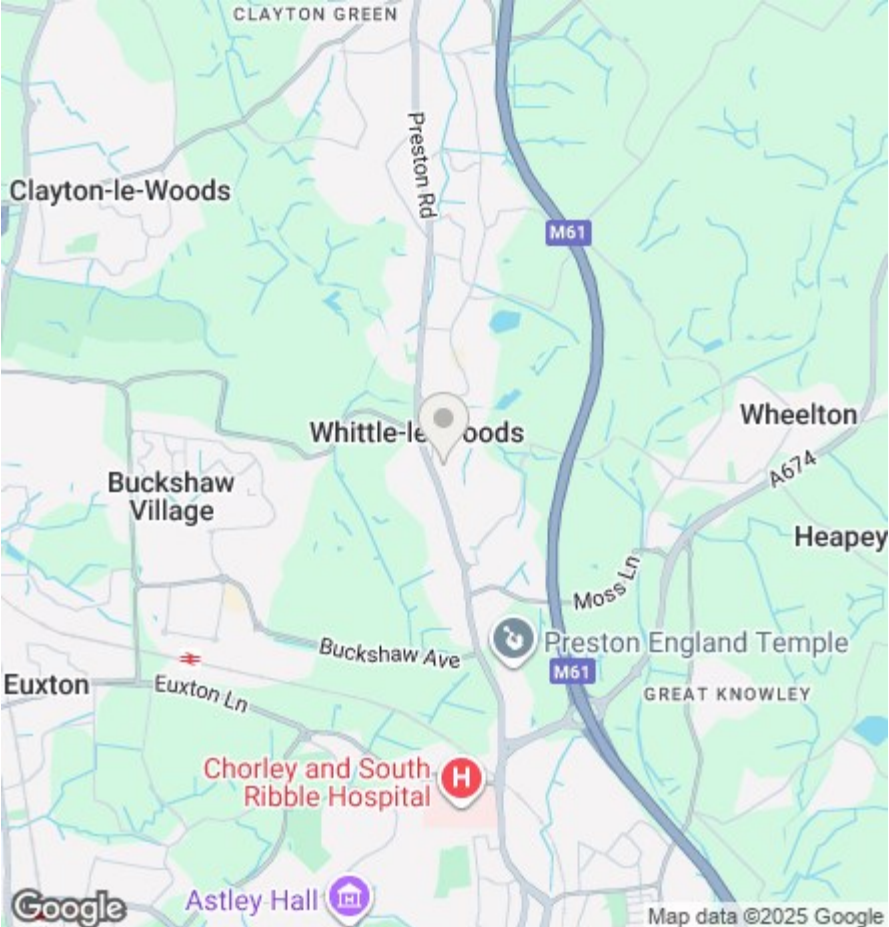 CLAYTON GREEN
Preston Rd
Clayton-le-Woods
M61
Wheelton
Whittle-le-Woods
A674
Buckshaw
Village
Heapey
Moss Ln
Preston England Temple
Buckshaw Ave
M61
Euxton
Euxton Ln
GREAT KNOWLEY
Chorley and South
Ribble Hospital
H
Astley Hall
Google
Map data ©2025 Google